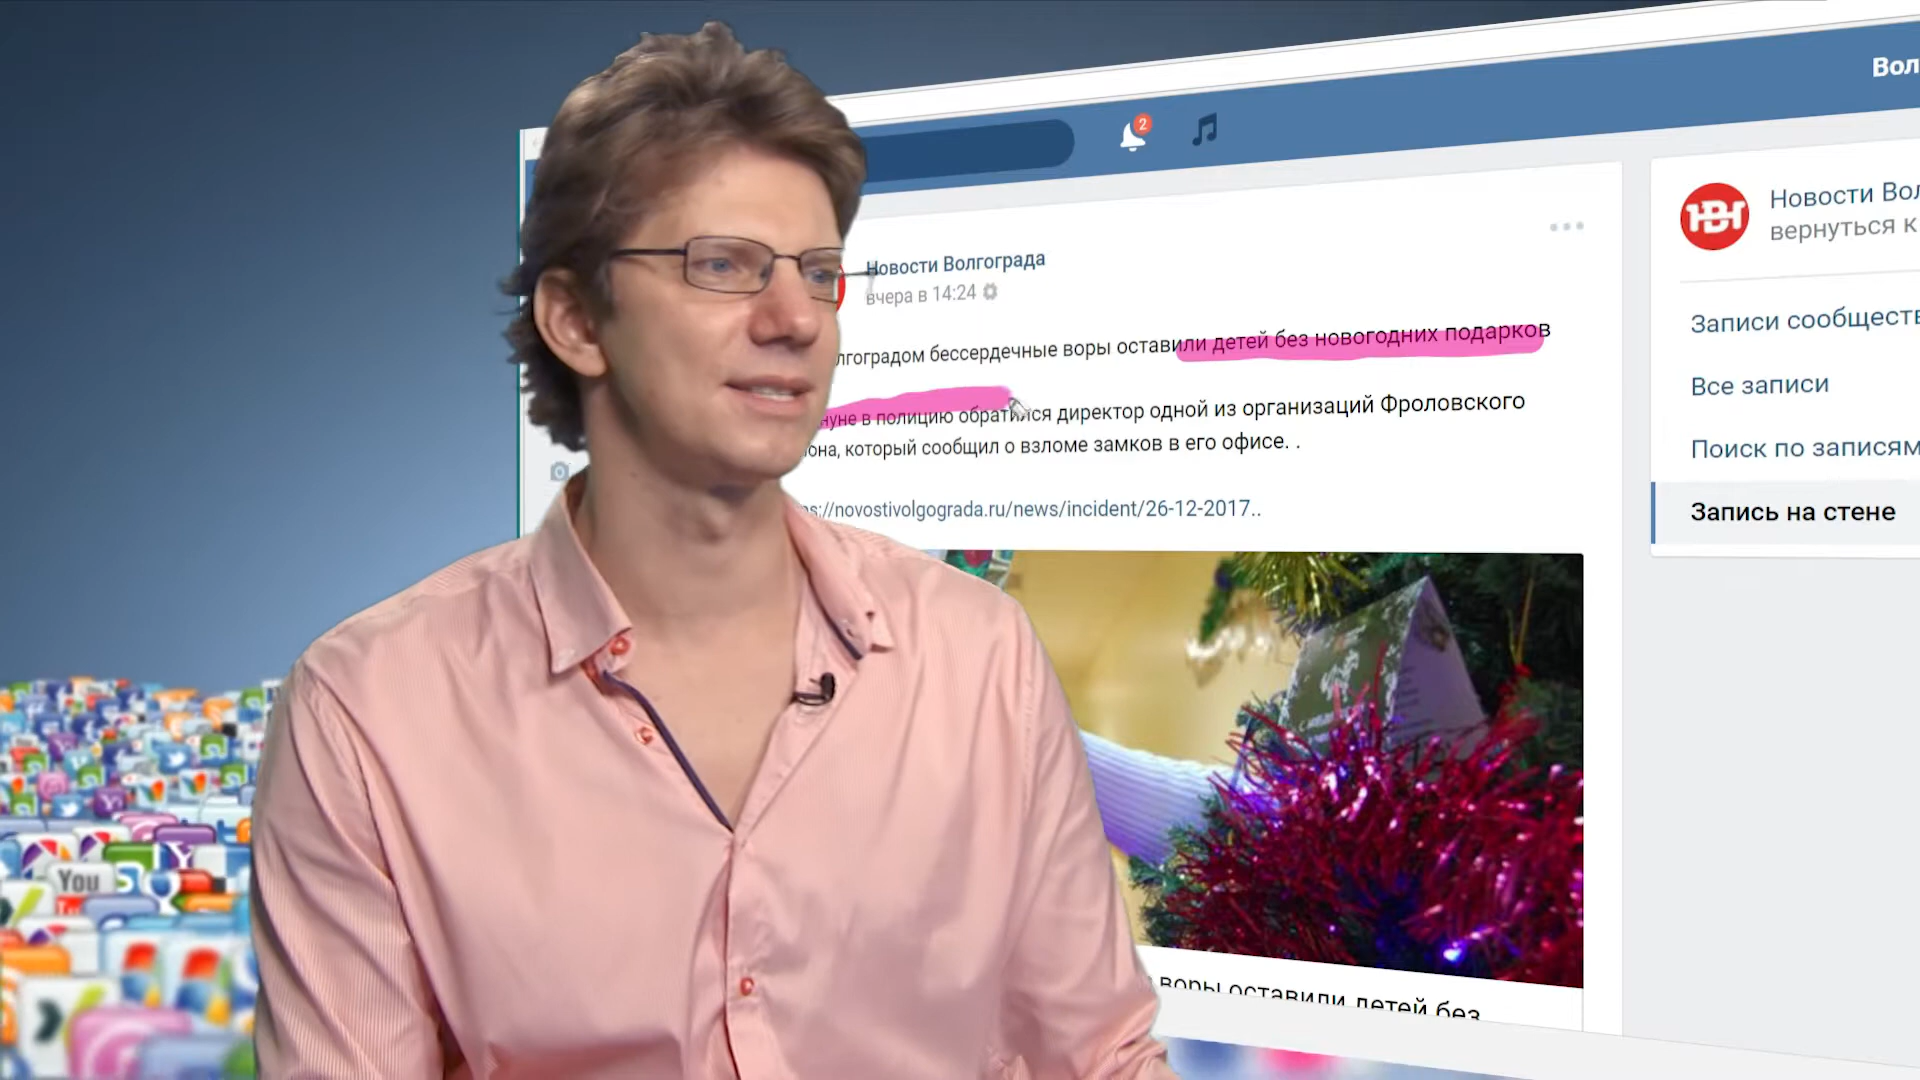 Вол
2
Новости Вол
вернуться к
Новости Волгограда
вчера в 14:24
Записи сообществ
лгоградом бессердечные воры оставили детей без новогодних подарков
Все записи
нуне в полицию обратился директор одной из организаций Фроловского
она, который сообщил о взломе замков в его офисе. .
Поиск по записям
ps://novostivolgograda.ru/news/incident/26-12-2017..
Запись на стене
You
воры оставили детей без